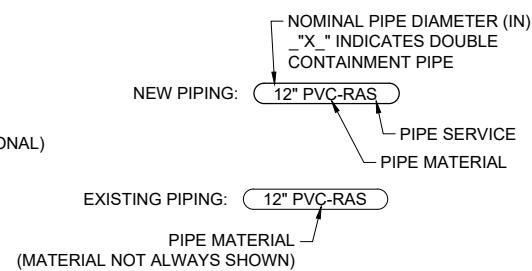 NOMINAL PIPE DIAMETER (IN)
_"X_" INDICATES DOUBLE
CONTAINMENT PIPE
NEW PIPING: 12" PVC-RAS
PIPE SERVICE
ONAL)
PIPE MATERIAL
EXISTING PIPING: 12" PVC-RAS
PIPE MATERIAL
(MATERIAL NOT ALWAYS SHOWN)